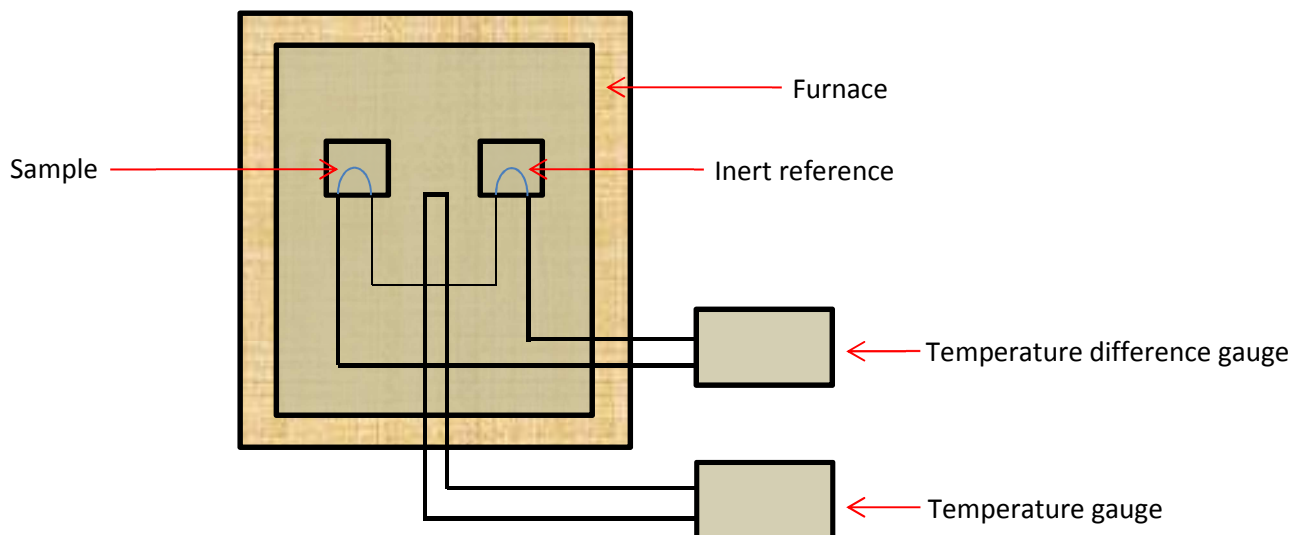 Furnace
Sample
Inert reference
Temperature difference gauge
Temperature gauge